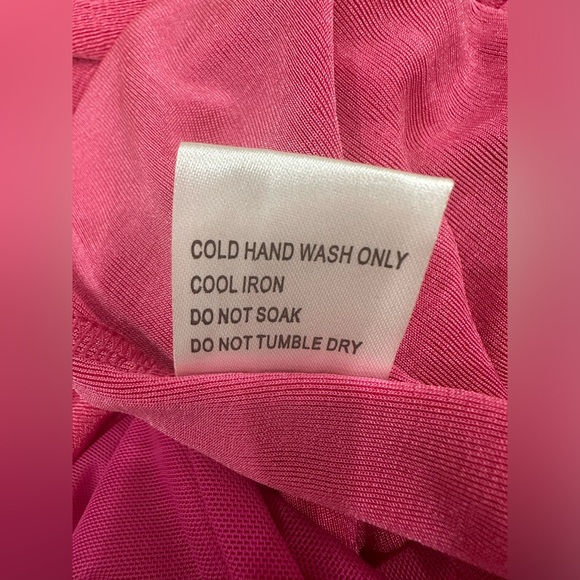 COLD HAND WASH ONLY
COOL IRON
DO NOT SOAK
DO NOT TUMBLE DRY